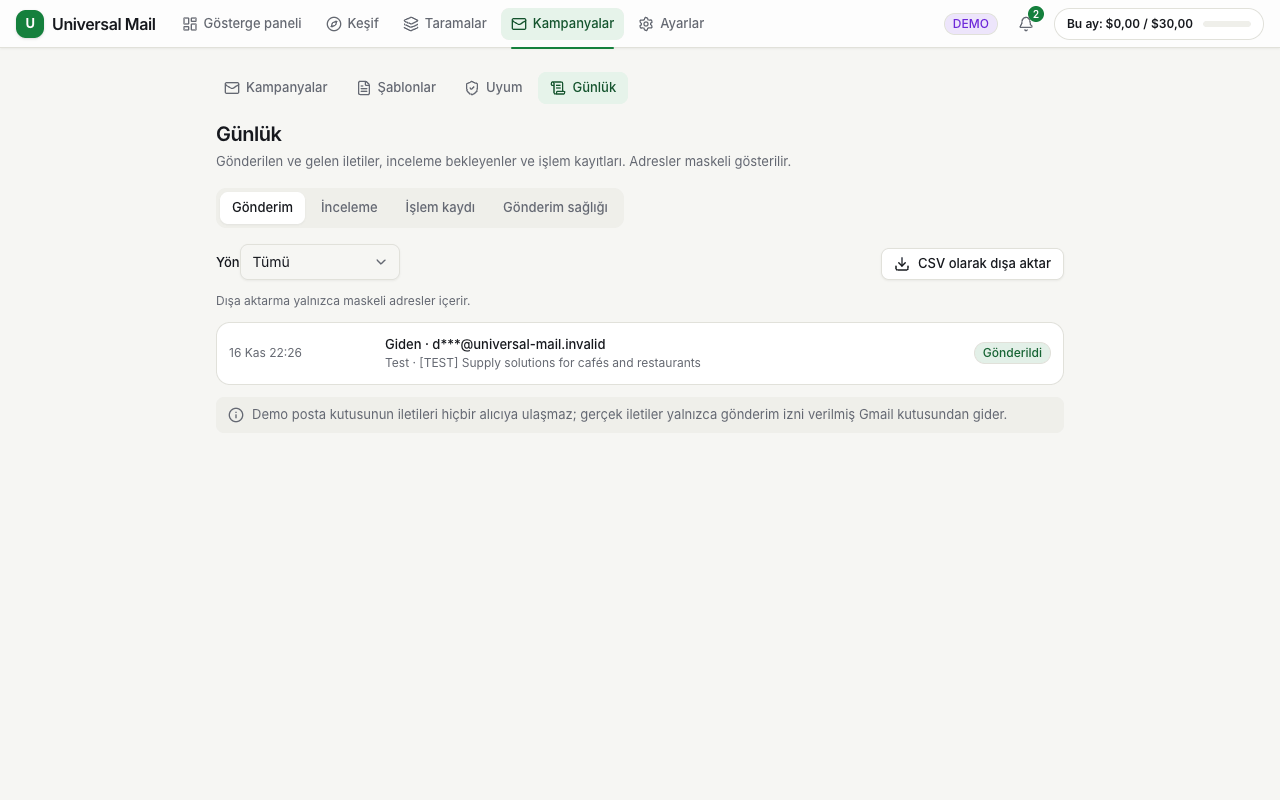 U Universal Mail Gösterge paneli Keşif Taramalar Kampanyalar Ayarlar DEMO 2 Bu ay: $0,00 / $30,00
Kampanyalar Şablonlar Uyum Günlük
Günlük
Gönderilen ve gelen iletiler, inceleme bekleyenler ve işlem kayıtları. Adresler maskeli gösterilir.
Gönderim İnceleme İşlem kaydı Gönderim sağlığı
Yön Tümü CSV olarak dışa aktar
Dışa aktarma yalnızca maskeli adresler içerir.
16 Kas 22:26 Giden · d***@universal-mail.invalid Gönderildi
Test · [TEST] Supply solutions for cafés and restaurants
Demo posta kutusunun iletileri hiçbir alıcıya ulaşmaz; gerçek iletiler yalnızca gönderim izni verilmiş Gmail kutusundan gider.